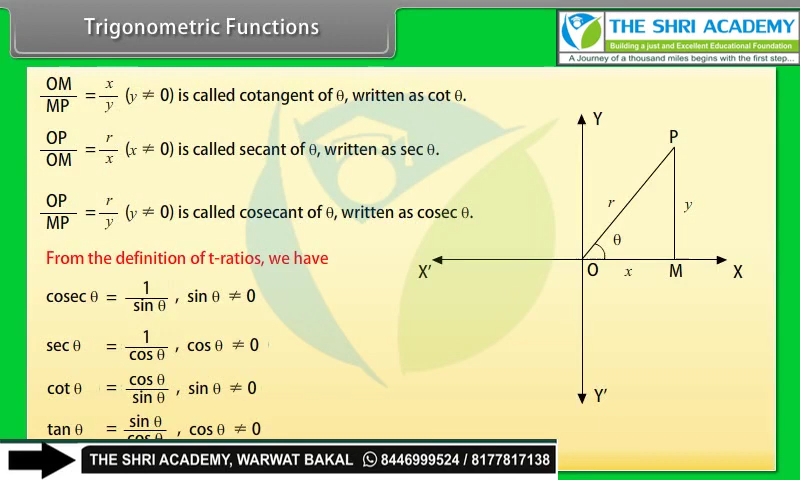 Trigonometric Functions
THE SHRI ACADEMY
Building a just and Excellent Educational Foundation
A Journey of a thousand miles begins with the first step...
OM/MP = x/y (y ≠ 0) is called cotangent of θ, written as cot θ.
OP/OM = r/x (x ≠ 0) is called secant of θ, written as sec θ.
OP/MP = r/y (y ≠ 0) is called cosecant of θ, written as cosec θ.
From the definition of t-ratios, we have
cosec θ = 1/sin θ , sin θ ≠ 0
sec θ = 1/cos θ , cos θ ≠ 0
cot θ = cos θ/sin θ , sin θ ≠ 0
tan θ = sin θ/cos θ , cos θ ≠ 0
Y
P
r
y
θ
X′
O
x
M
X
Y′
THE SHRI ACADEMY, WARWAT BAKAL 8446999524 / 8177817138